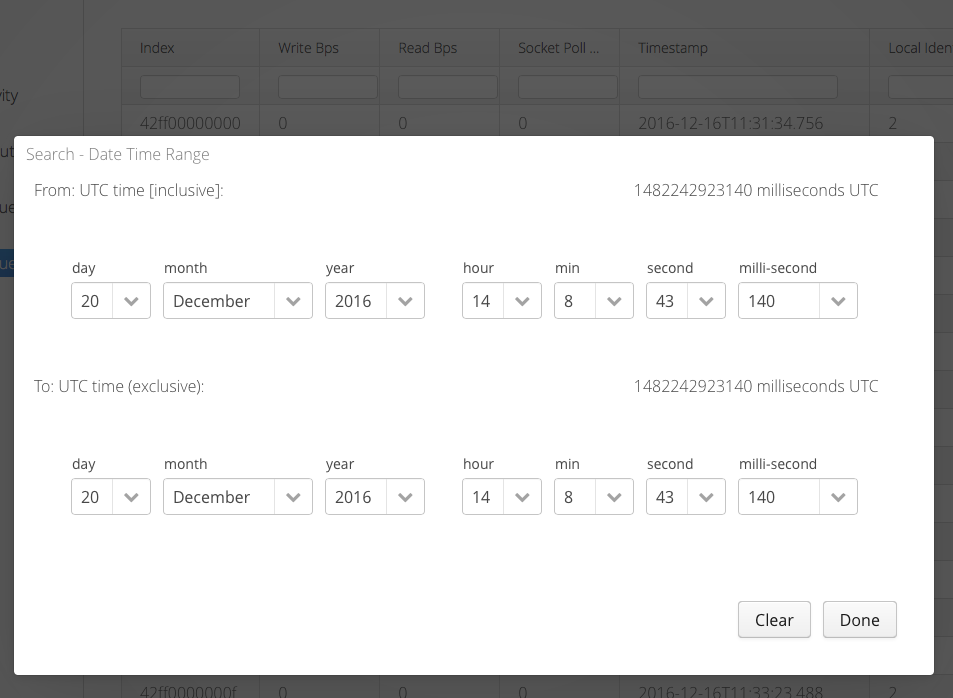 Index Write Bps Read Bps Socket Poll ... Timestamp Local Iden
ity
42ff00000000 0 0 0 2016-12-16T11:31:34.756 2
Search - Date Time Range
From: UTC time [inclusive]: 1482242923140 milliseconds UTC
day month year hour min second milli-second
20 December 2016 14 8 43 140
To: UTC time (exclusive): 1482242923140 milliseconds UTC
day month year hour min second milli-second
20 December 2016 14 8 43 140
Clear Done
42ff0000000f 0 0 0 2016-12-16T11:33:23.488 2